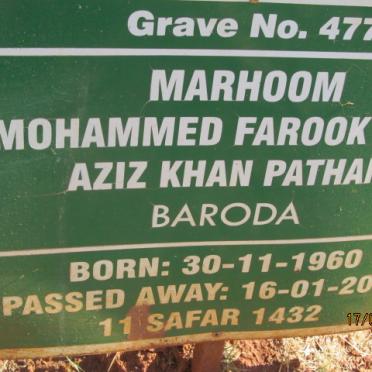 Grave No. 477
MARHOOM
MOHAMMED FAROOK
AZIZ KHAN PATHA
BARODA
BORN: 30-11-1960
PASSED AWAY: 16-01-20
11 SAFAR 1432
17/